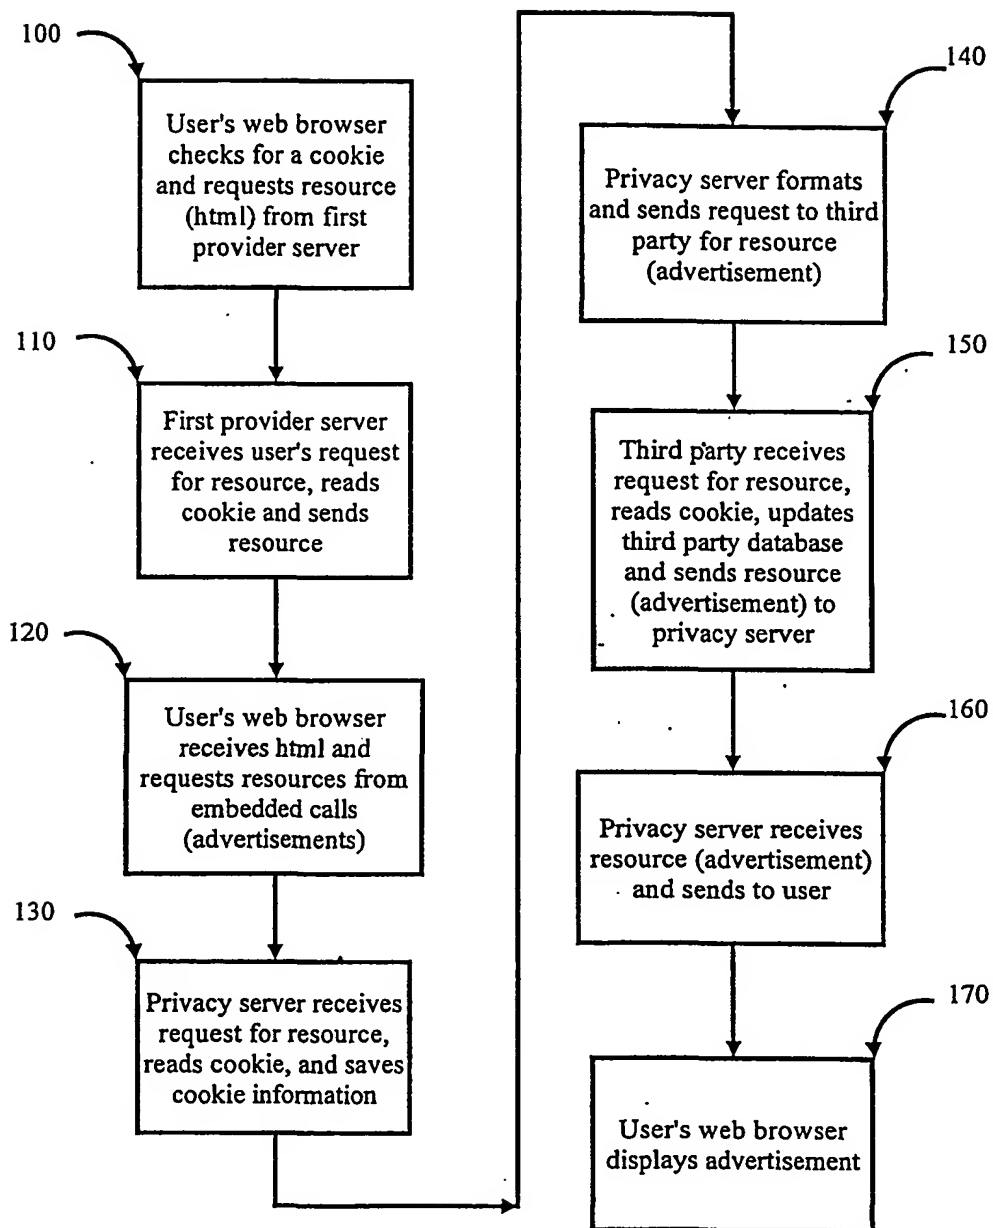 100
User's web browser
checks for a cookie
and requests resource
(html) from first
provider server
110
First provider server
receives user's request
for resource, reads
cookie and sends
resource
120
User's web browser
receives html and
requests resources from
embedded calls
(advertisements)
130
Privacy server receives
request for resource,
reads cookie, and saves
cookie information
140
Privacy server formats
and sends request to third
party for resource
(advertisement)
150
Third party receives
request for resource,
reads cookie, updates
third party database
and sends resource
(advertisement) to
privacy server
160
Privacy server receives
resource (advertisement)
and sends to user
170
User's web browser
displays advertisement